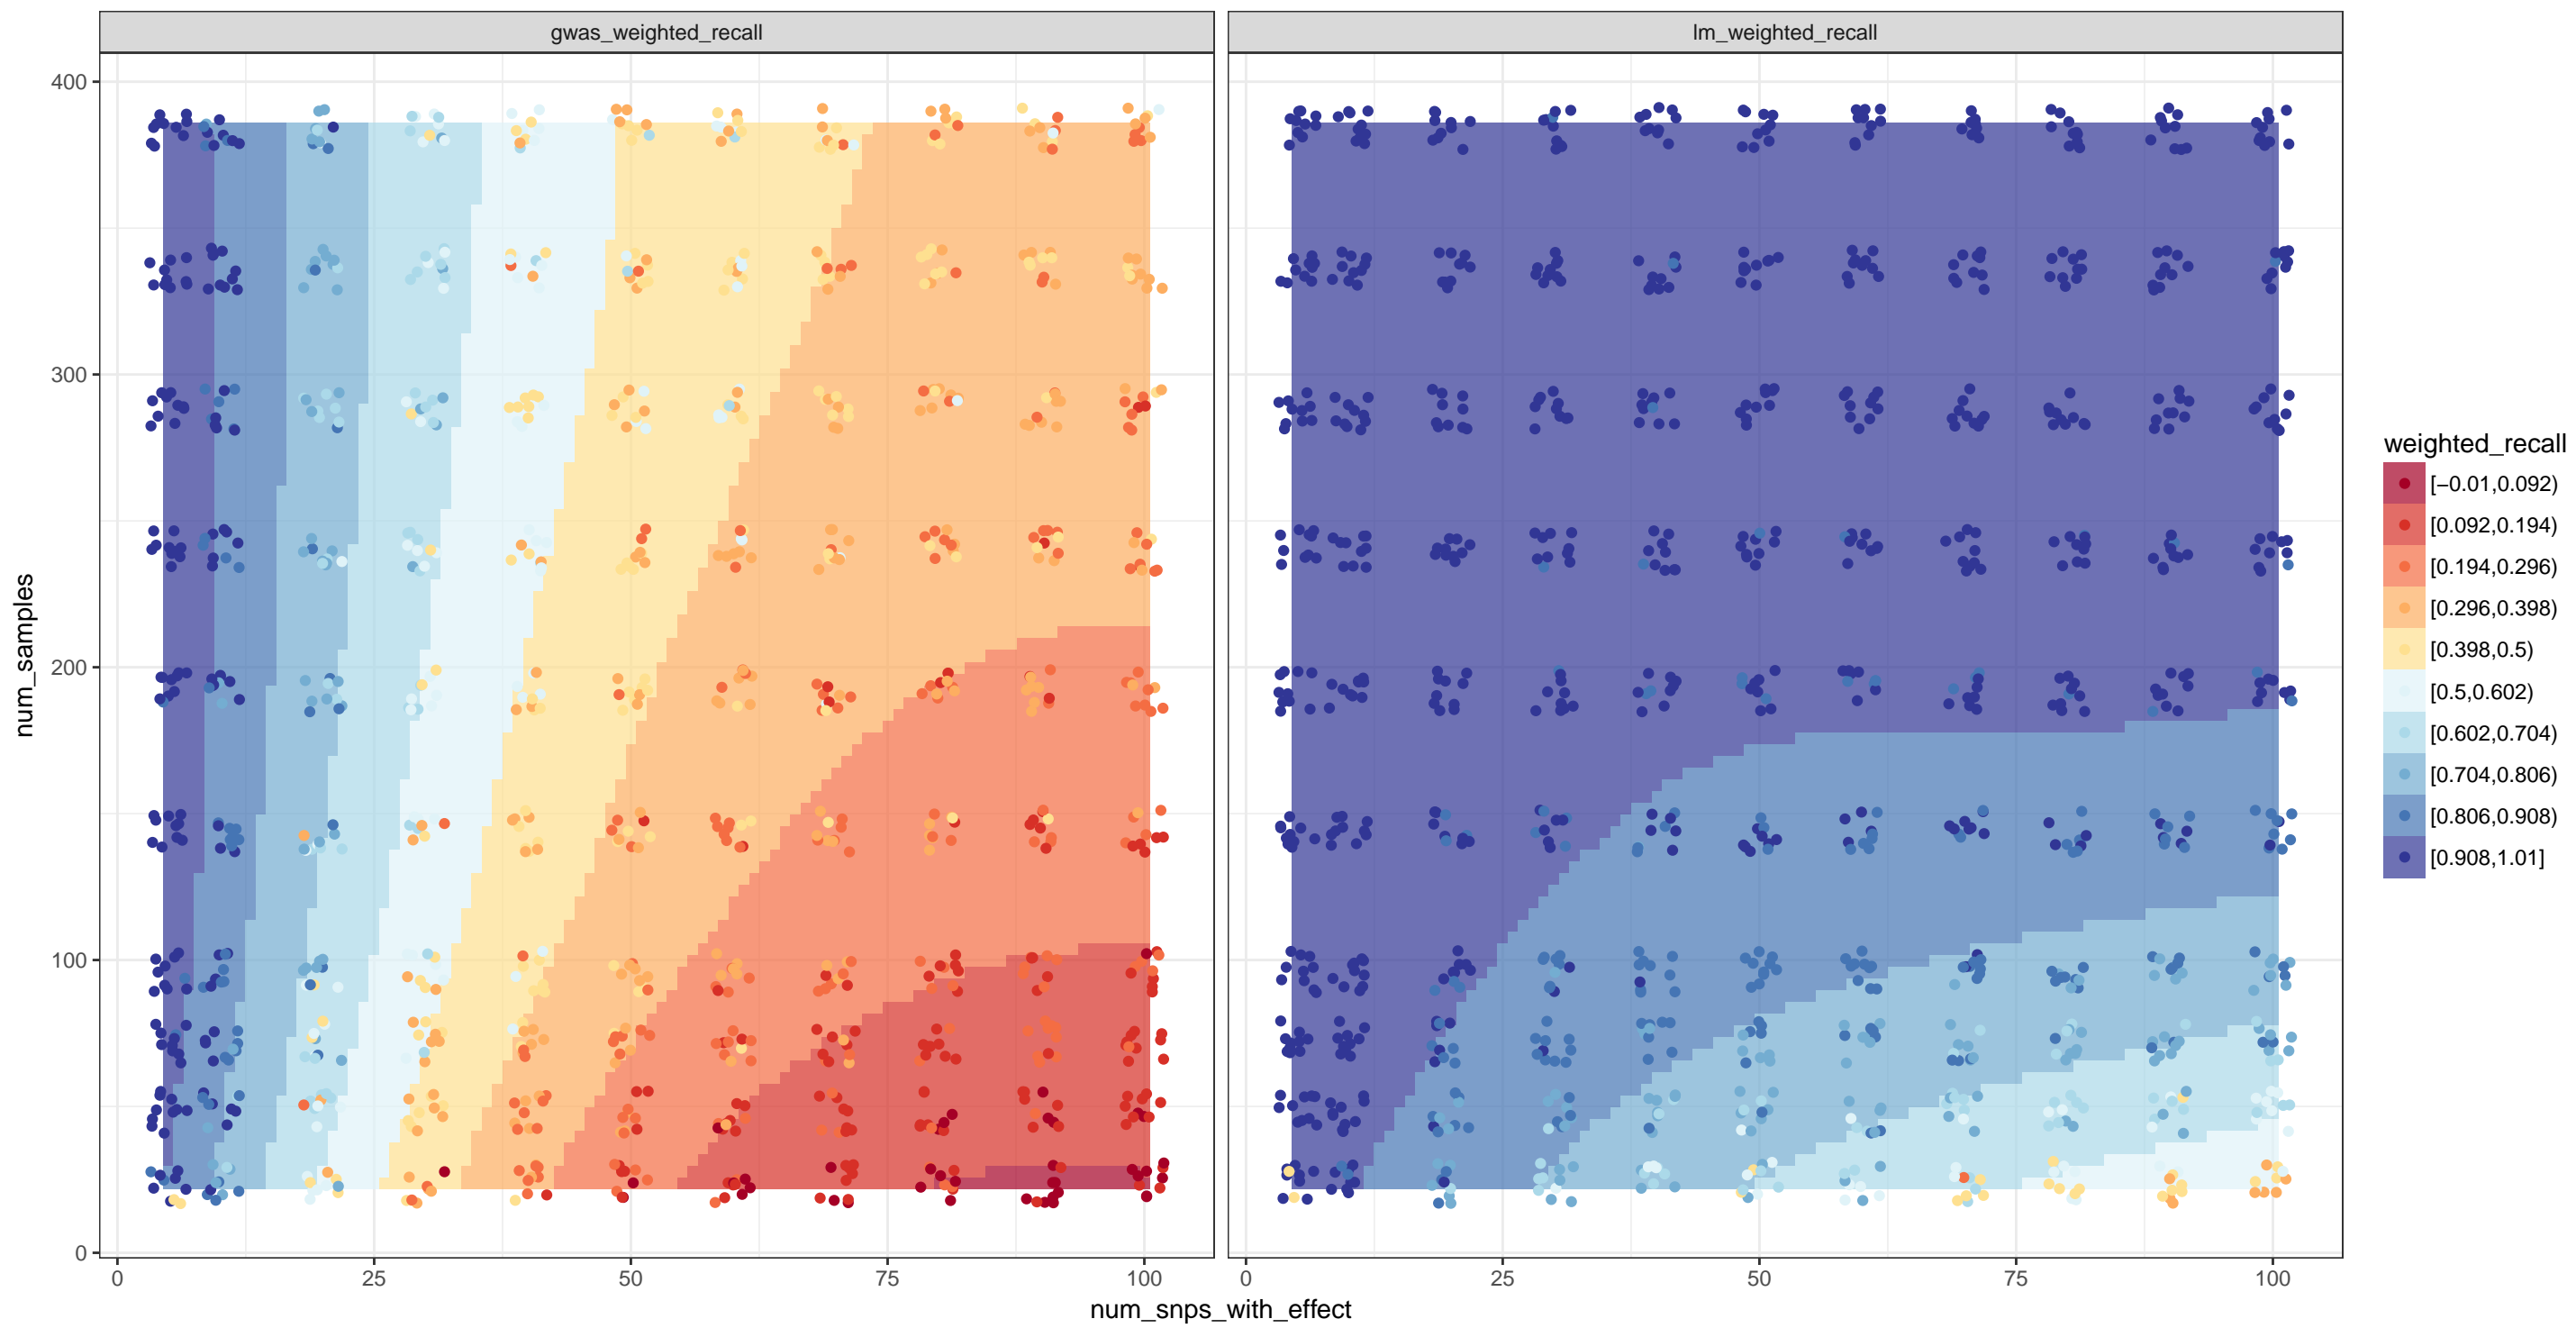 gwas_weighted_recall
lm_weighted_recall
400
300
200
100
0
num_samples
0 25 50 75 100
0 25 50 75 100
num_snps_with_effect
weighted_recall
[−0.01,0.092)
[0.092,0.194)
[0.194,0.296)
[0.296,0.398)
[0.398,0.5)
[0.5,0.602)
[0.602,0.704)
[0.704,0.806)
[0.806,0.908)
[0.908,1.01]